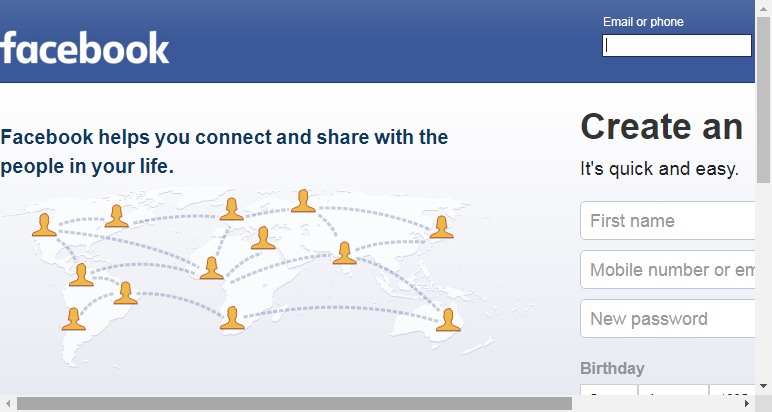 facebook
Email or phone
Facebook helps you connect and share with the
people in your life.
Create an
It's quick and easy.
First name
Mobile number or em
New password
Birthday